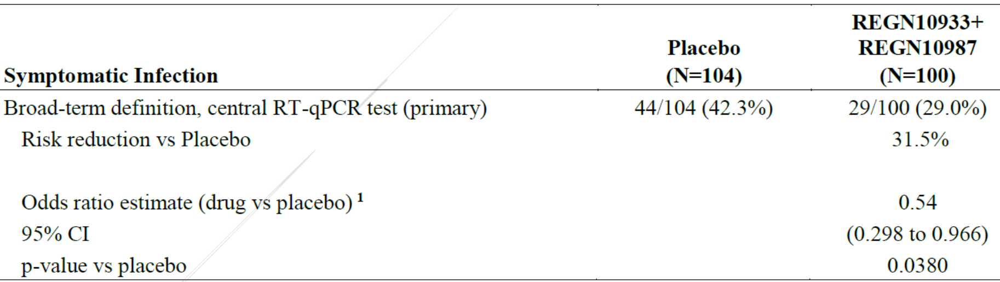 Symptomatic Infection Placebo (N=104) REGN10933+ REGN10987 (N=100)
Broad-term definition, central RT-qPCR test (primary) 44/104 (42.3%) 29/100 (29.0%)
Risk reduction vs Placebo 31.5%
Odds ratio estimate (drug vs placebo) 1 0.54
95% CI (0.298 to 0.966)
p-value vs placebo 0.0380